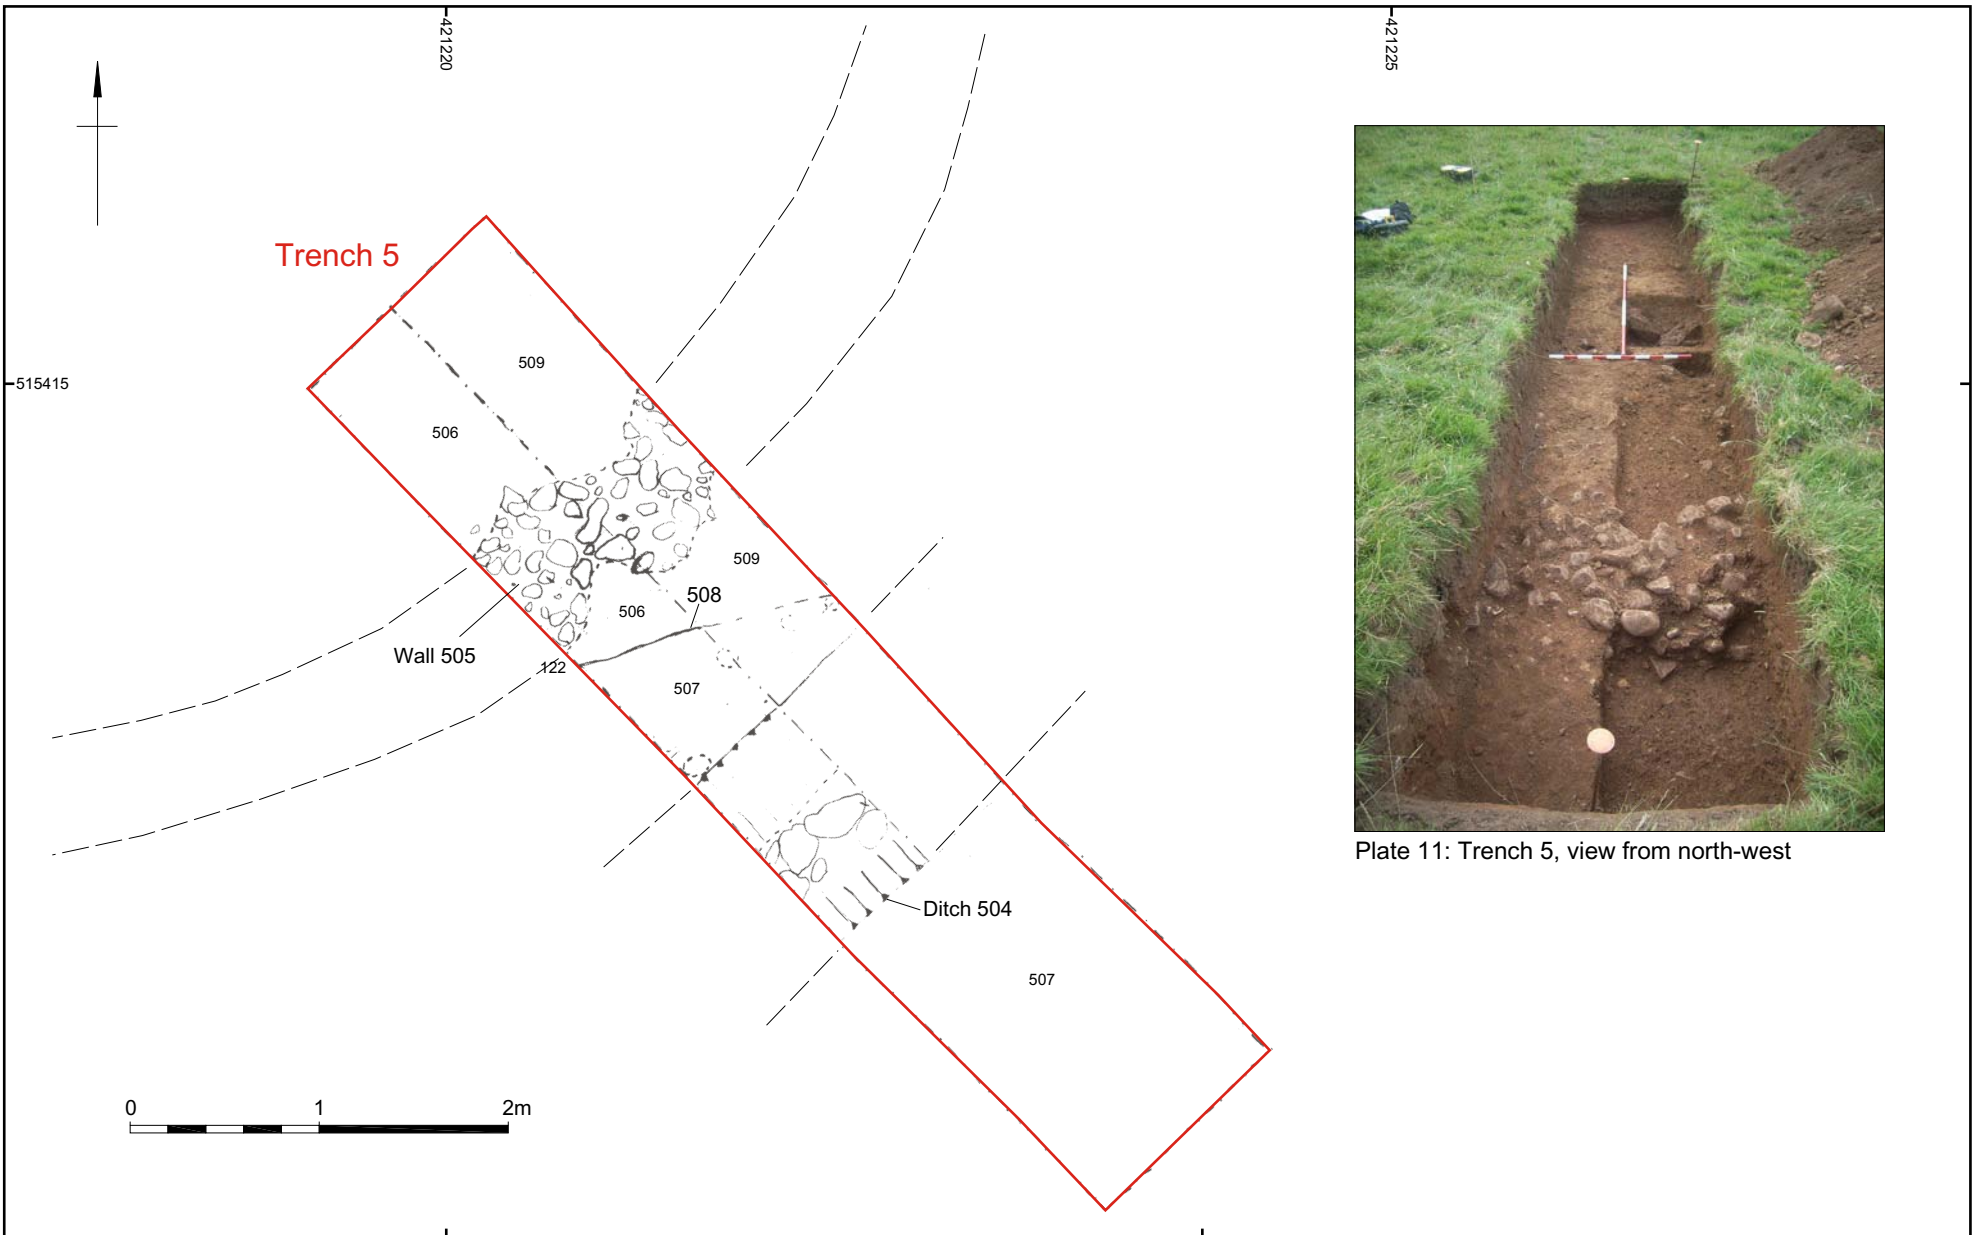 421220
421225
Trench 5
515415
509
506
509
508
506
Wall 505
122
507
Plate 11: Trench 5, view from north-west
Ditch 504
507
0 1 2m